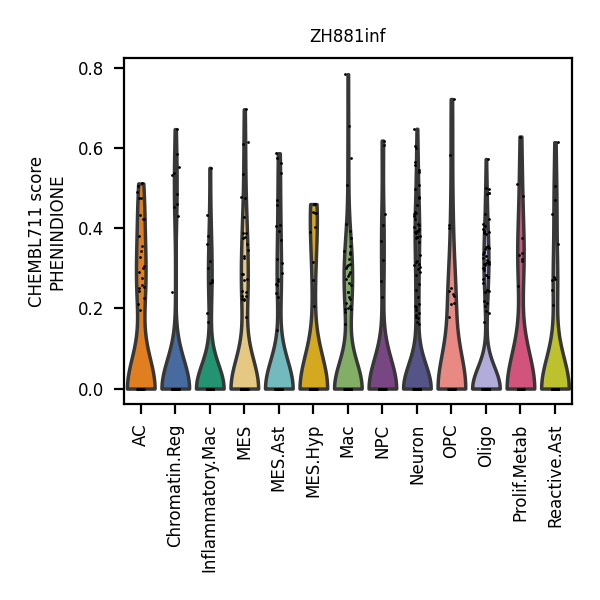 ZH881inf
CHEMBL711 score
PHENINDIONE
0.8
0.6
0.4
0.2
0.0
AC
Chromatin.Reg
Inflammatory.Mac
MES
MES.Ast
MES.Hyp
Mac
NPC
Neuron
OPC
Oligo
Prolif.Metab
Reactive.Ast